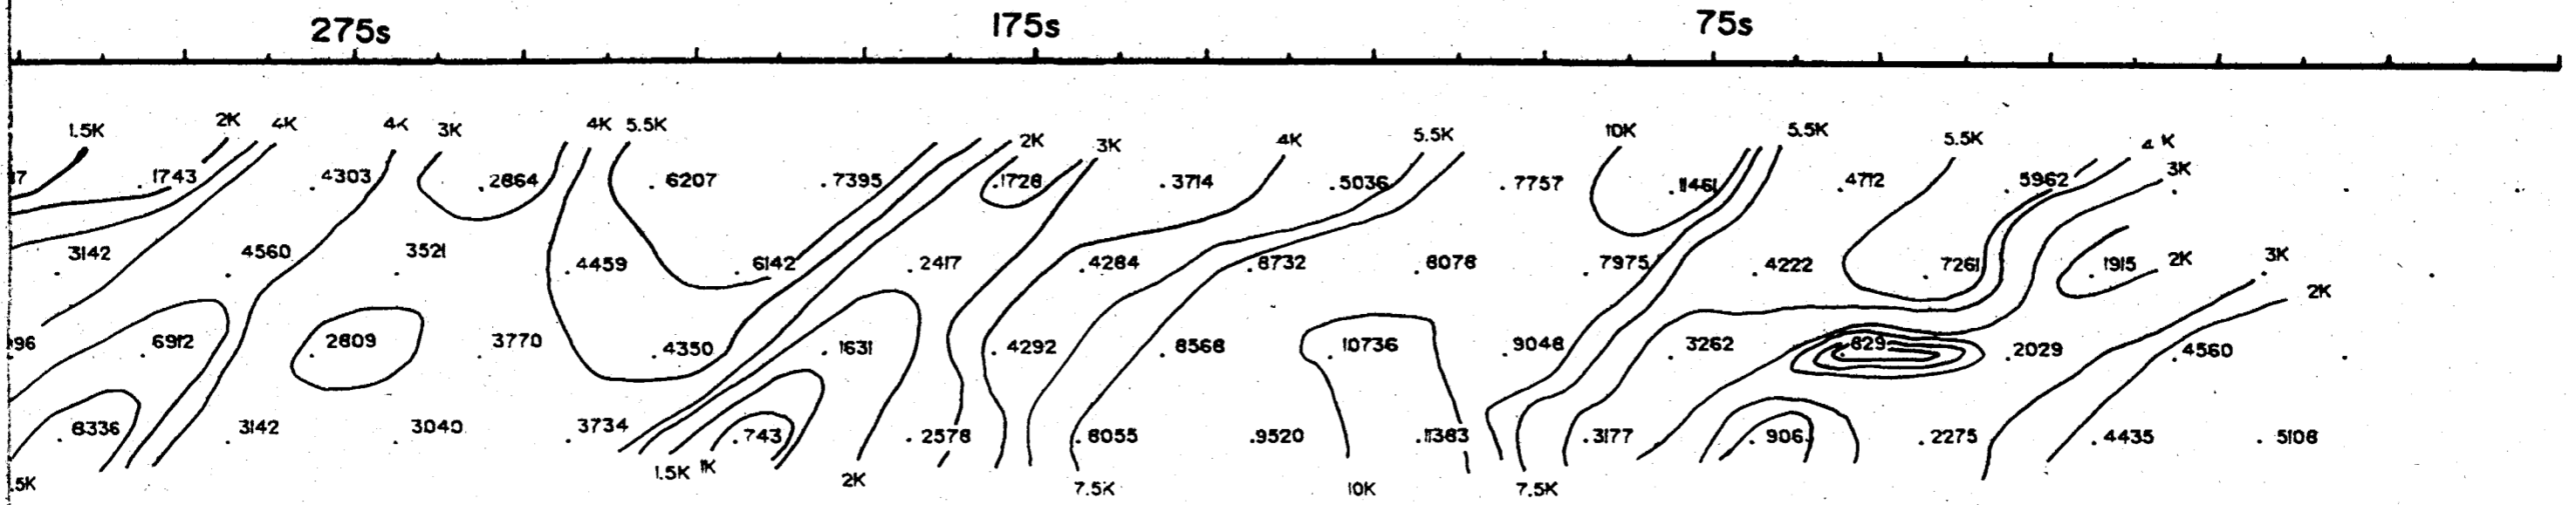 275s 175s 75s
1.5K 2K 4K 4K 3K 4K 5.5K 2K 3K 4K 5.5K 10K 5.5K 5.5K 4K 3K
.1743 .4303 .2864 .6207 .7395 .1728 .3714 .5036 .7757 .11461 .4712 .5962
3142 4560 3521 .4459 6142 .2417 .4284 .8732 .8078 .7975 .4222 7261 1915 2K 3K
2K
.6912 2809 .3770 .4350 .1631 .4292 .8568 .10736 .9048 3262 829 .2029 .4560
.8336 .3142 .3040 .3734 .743 .2578 .8055 .9520 .11383 .3177 .906 .2275 .4435 .5108
1.5K 1K 2K
.5K 7.5K 10K 7.5K